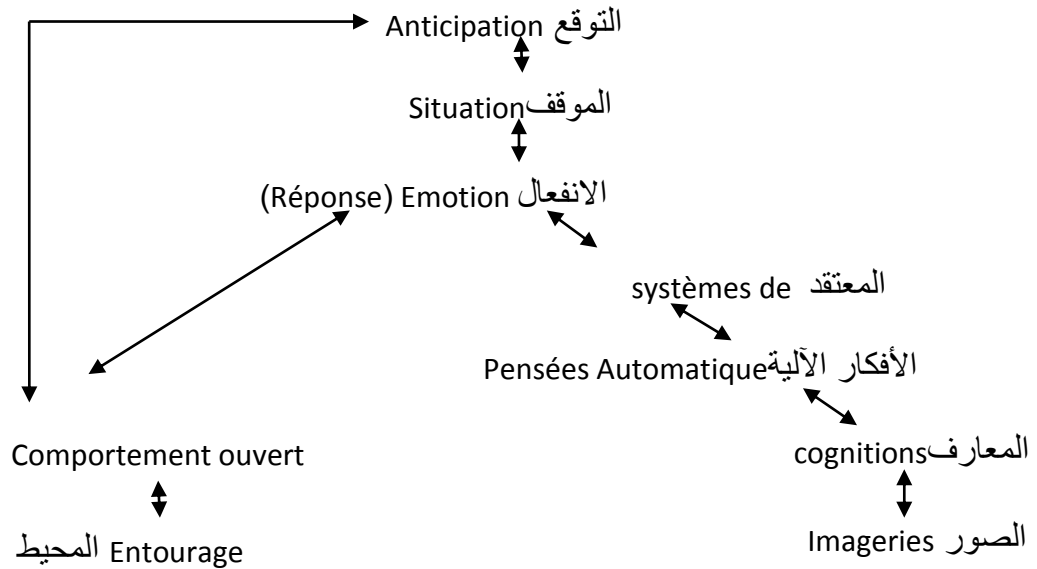 Anticipation التوقع
Situation الموقف
(Réponse) Emotion الانفعال
systèmes de المعتقد
Pensées Automatique الأفكار الآلية
Comportement ouvert
cognitions المعارف
Entourage المحيط
Imageries الصور